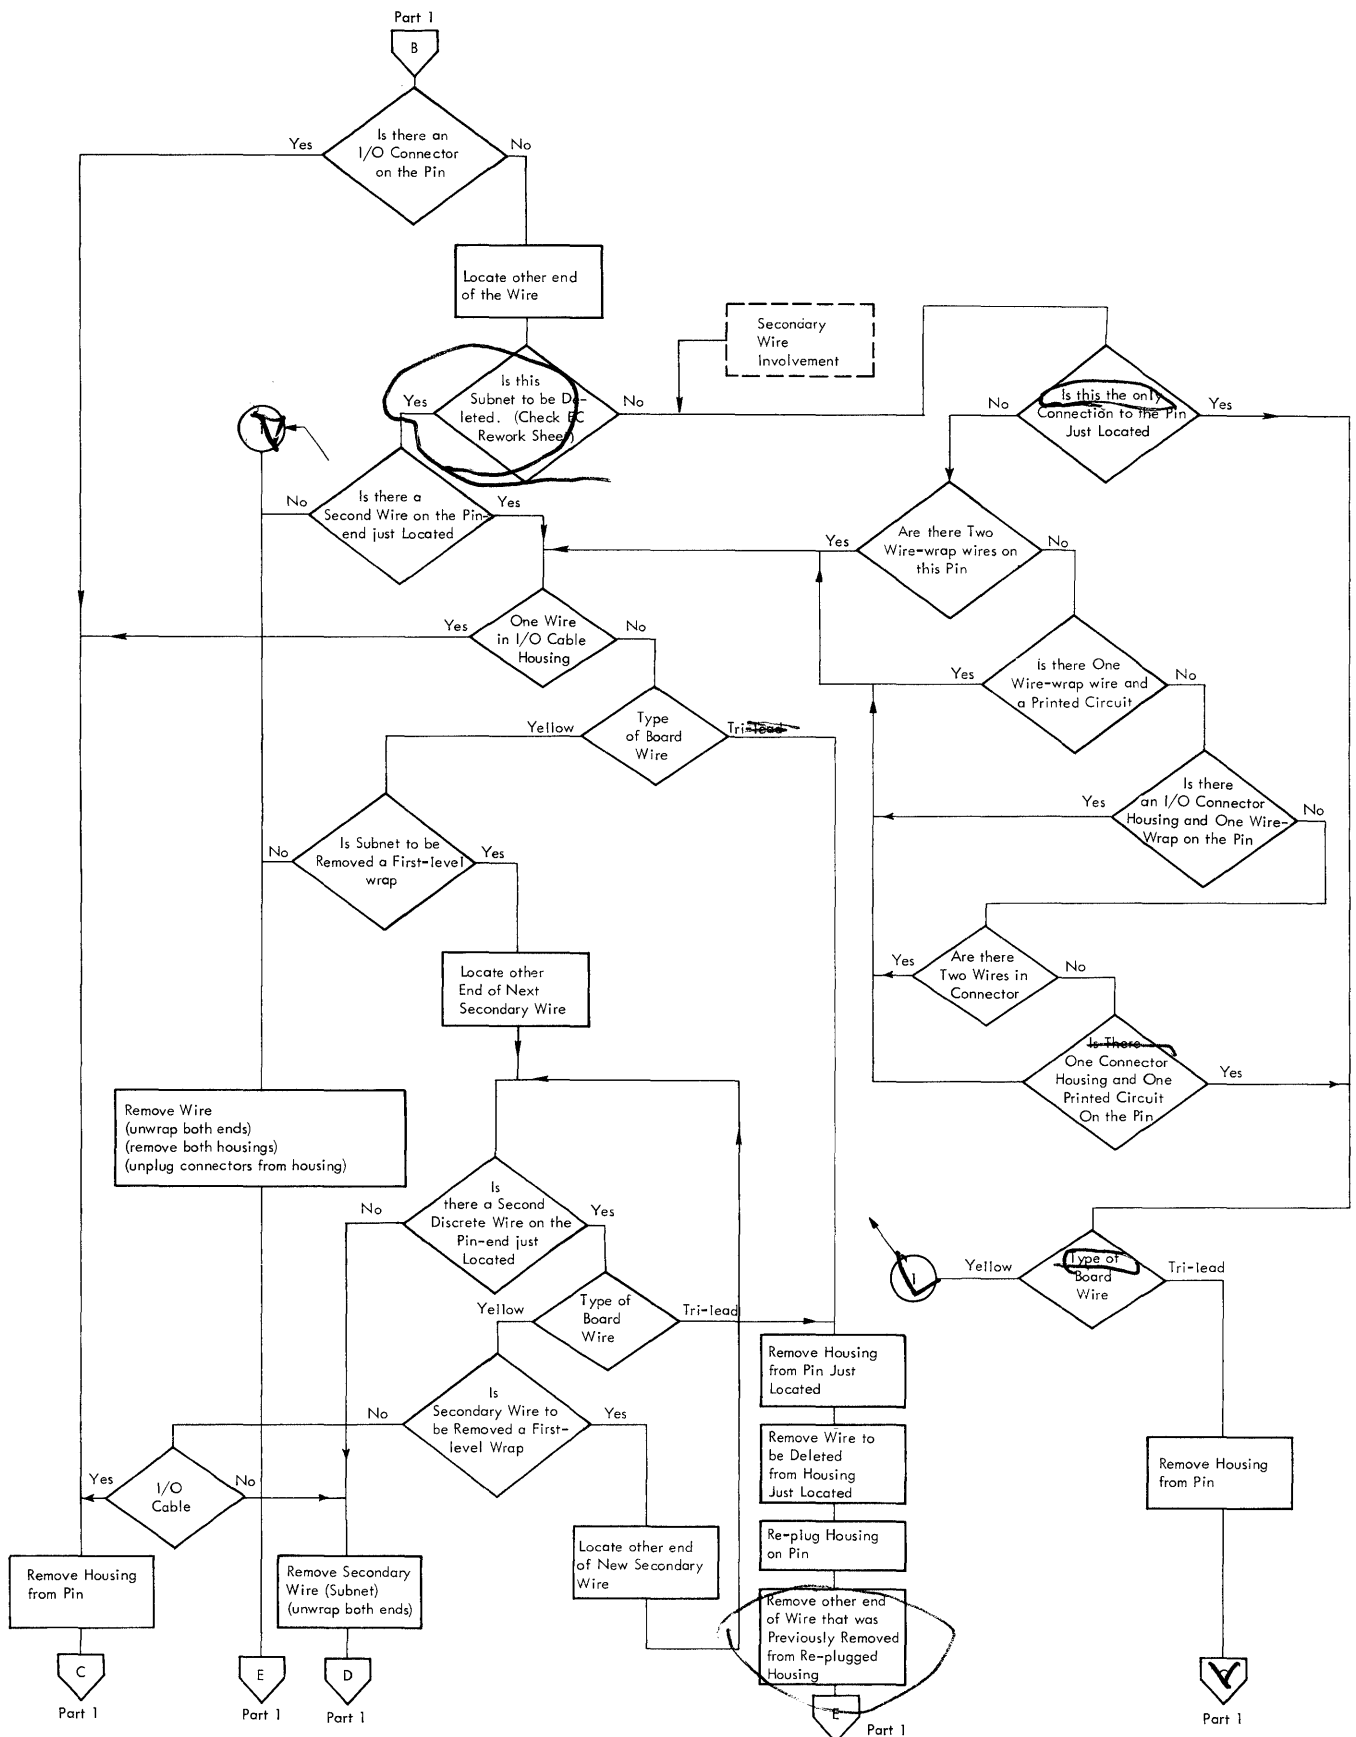 Part 1
B
Is there an
I/O Connector
on the Pin
Yes
No
Locate other end
of the Wire
Secondary
Wire
Involvement
Is this
Subnet to be De-
leted. (Check EC
Rework Sheet)
Yes
No
Is this the only
Connection to the Pin
Just Located
No
Yes
Is there a
Second Wire on the Pin-
end just Located
No
Yes
Are there Two
Wire-wrap wires on
this Pin
Yes
No
One Wire
in I/O Cable
Housing
Yes
No
Is there One
Wire-wrap wire and
a Printed Circuit
Yes
No
Type
of Board
Wire
Yellow
Tri-lead
Is there
an I/O Connector
Housing and One Wire-
Wrap on the Pin
Yes
No
Is Subnet to be
Removed a First-level
wrap
No
Yes
Locate other
End of Next
Secondary Wire
Are there
Two Wires in
Connector
Yes
No
Is There
One Connector
Housing and One
Printed Circuit
On the Pin
Yes
Remove Wire
(unwrap both ends)
(remove both housings)
(unplug connectors from housing)
Is
there a Second
Discrete Wire on the
Pin-end just
Located
No
Yes
1
Type of
Board
Wire
Yellow
Tri-lead
Type of
Board
Wire
Yellow
Tri-lead
Remove Housing
from Pin Just
Located
Is
Secondary Wire to
be Removed a First-
level Wrap
No
Yes
Remove Wire to
be Deleted
from Housing
Just Located
Remove Housing
from Pin
I/O
Cable
Yes
No
Re-plug Housing
on Pin
Locate other end
of New Secondary
Wire
Remove Housing
from Pin
Remove Secondary
Wire (Subnet)
(unwrap both ends)
Remove other end
of Wire that was
Previously Removed
from Re-plugged
Housing
C
Part 1
E
Part 1
D
Part 1
E
Part 1
Part 1